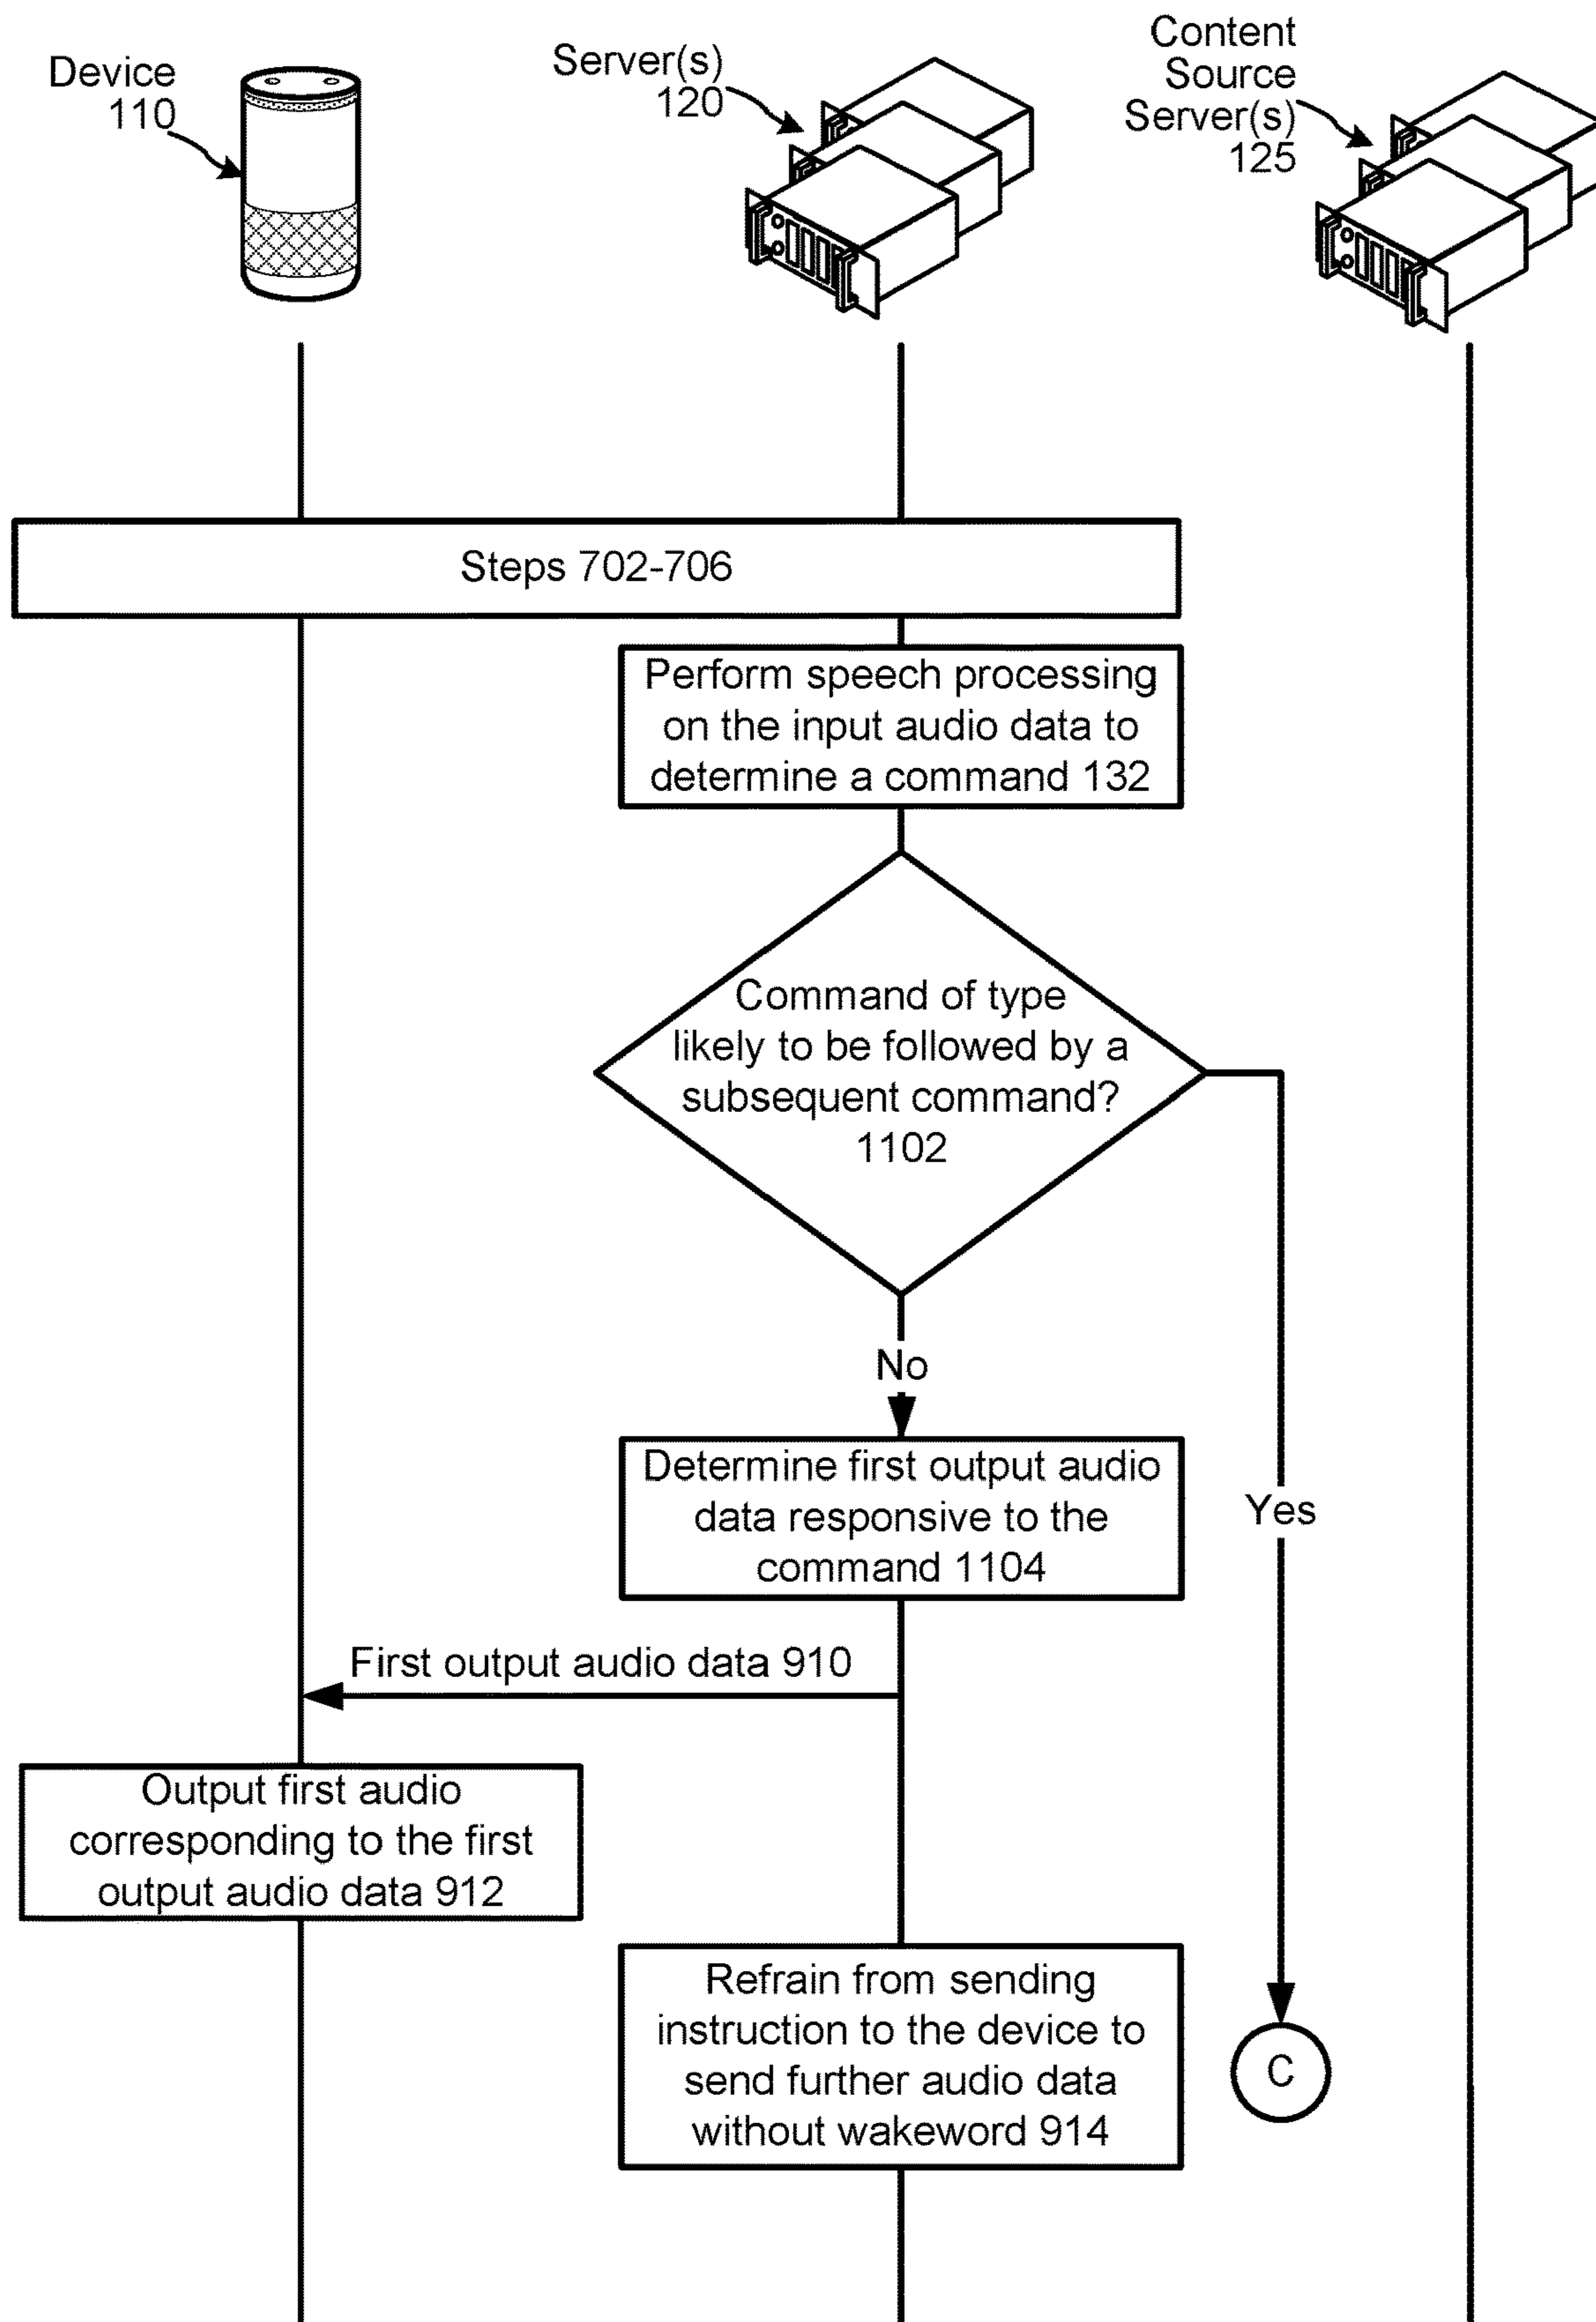 Device
110
Server(s)
120
Content
Source
Server(s)
125
Steps 702-706
Perform speech processing
on the input audio data to
determine a command 132
Command of type
likely to be followed by a
subsequent command?
1102
No
Yes
Determine first output audio
data responsive to the
command 1104
First output audio data 910
Output first audio
corresponding to the first
output audio data 912
Refrain from sending
instruction to the device to
send further audio data
without wakeword 914
C